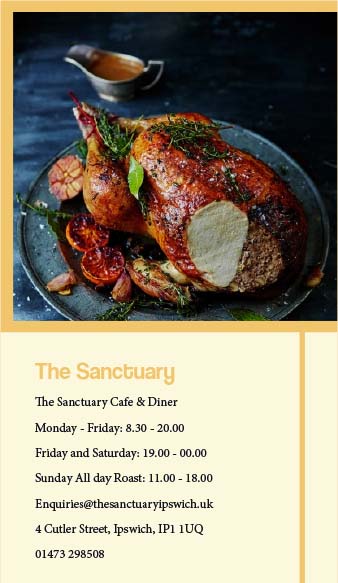 The Sanctuary
The Sanctuary Cafe & Diner
Monday - Friday: 8.30 - 20.00
Friday and Saturday: 19.00 - 00.00
Sunday All day Roast: 11.00 - 18.00
Enquiries@thesanctuaryipswich.uk
4 Cutler Street, Ipswich, IP1 1UQ
01473 298508